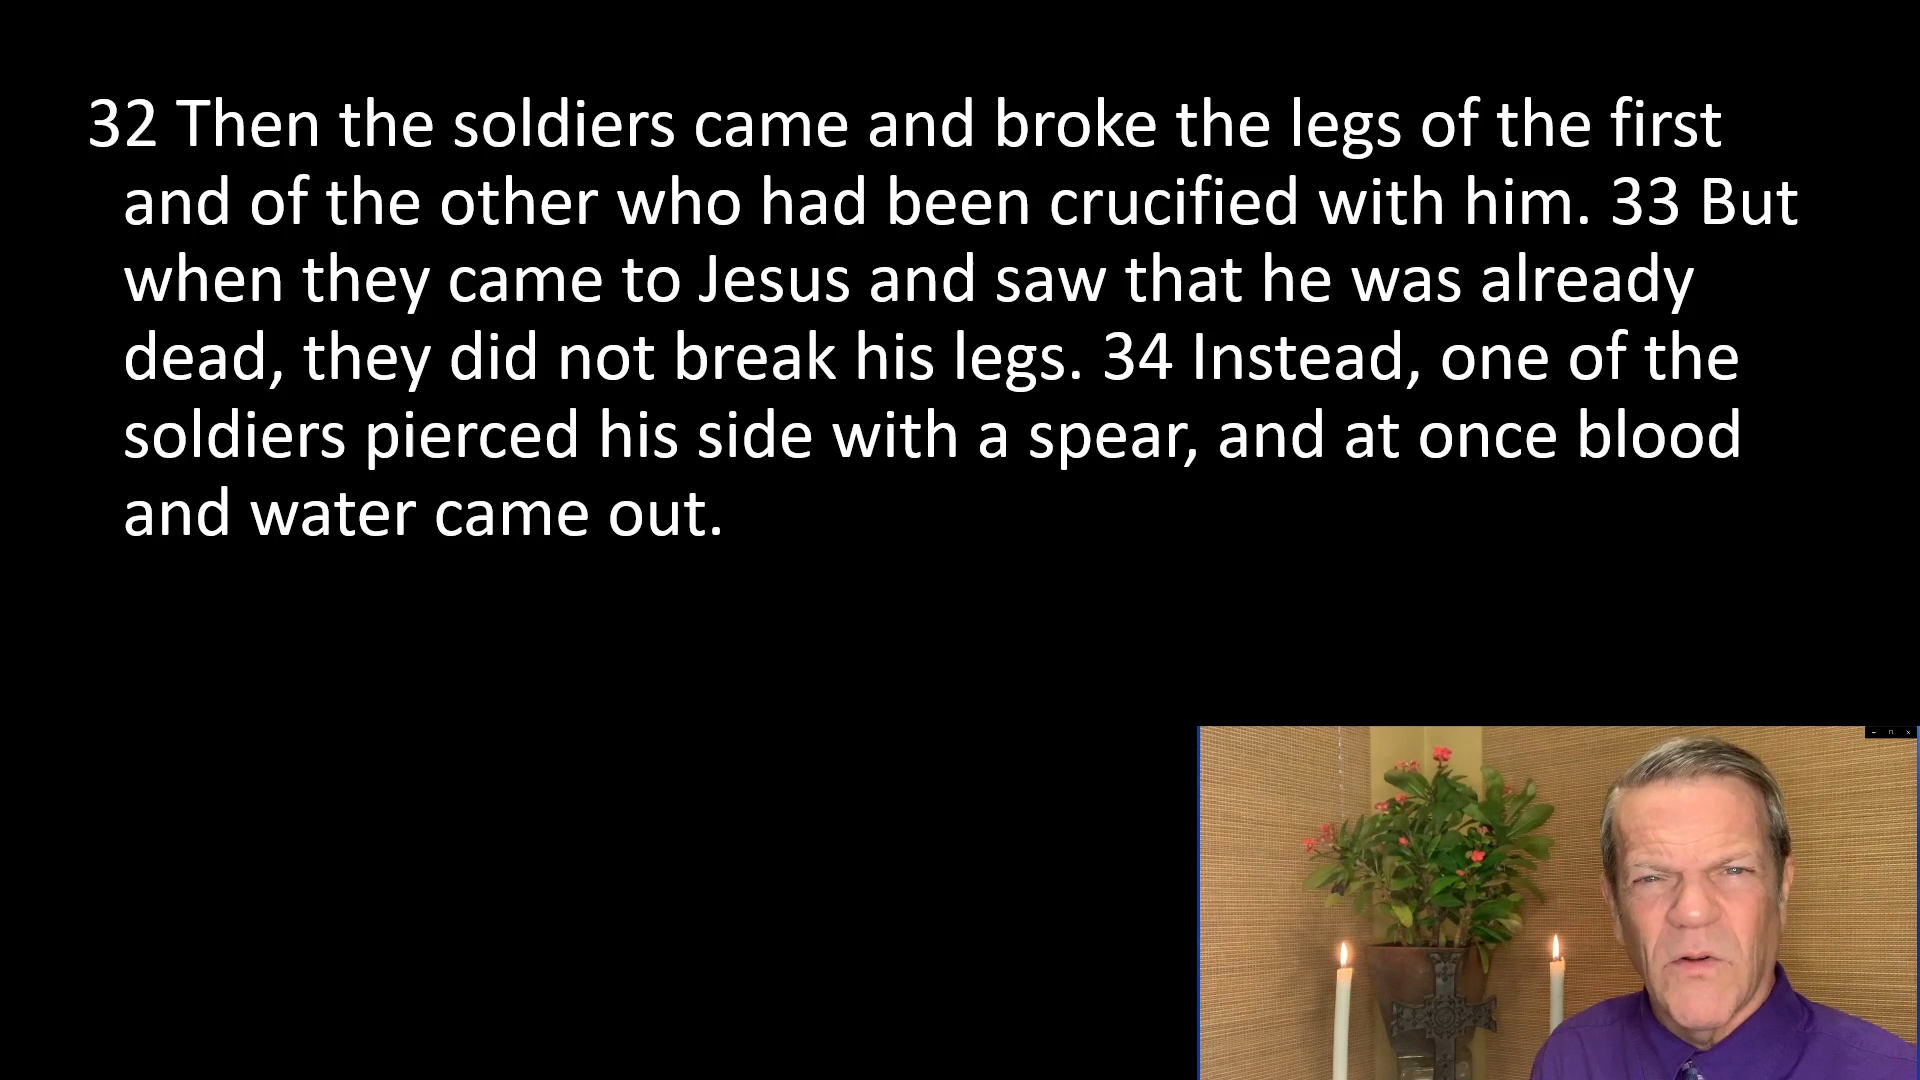 32 Then the soldiers came and broke the legs of the first
and of the other who had been crucified with him. 33 But
when they came to Jesus and saw that he was already
dead, they did not break his legs. 34 Instead, one of the
soldiers pierced his side with a spear, and at once blood
and water came out.